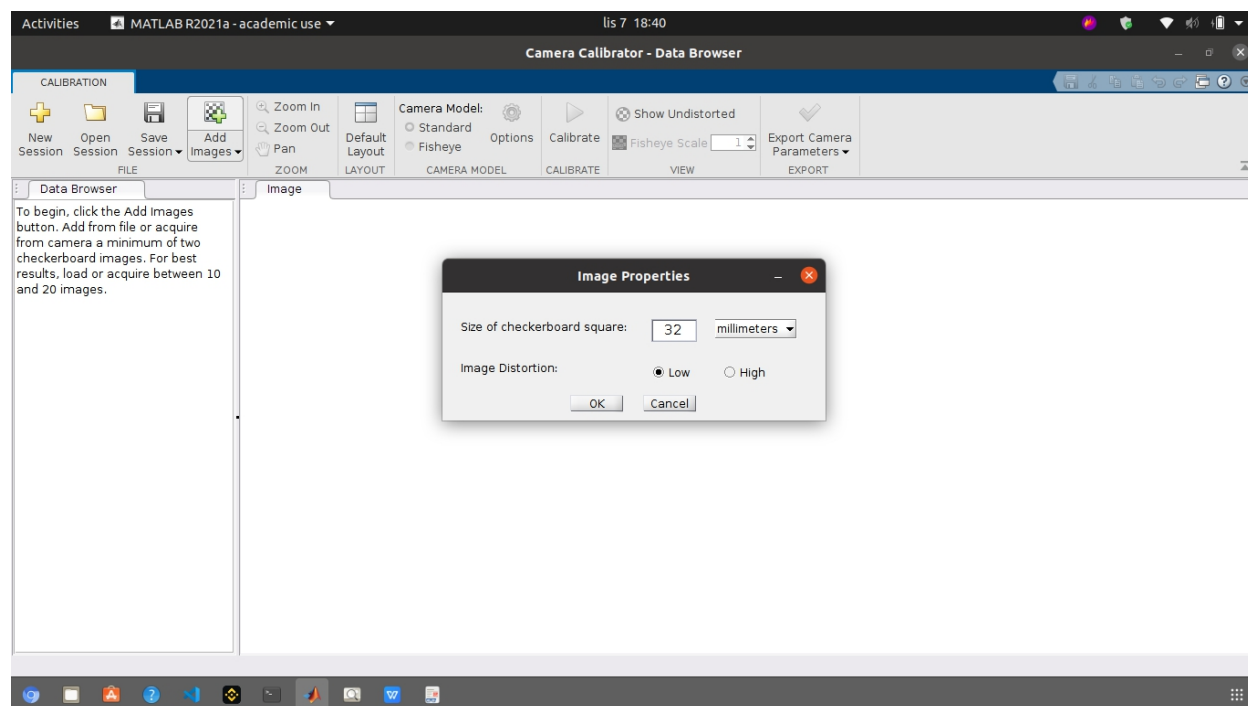 Activities MATLAB R2021a - academic use lis 7 18:40
Camera Calibrator - Data Browser
CALIBRATION
New Session
Open Session
Save Session
Add Images
FILE
Zoom In
Zoom Out
Pan
ZOOM
Default Layout
LAYOUT
Camera Model:
Standard
Fisheye
Options
CAMERA MODEL
Calibrate
CALIBRATE
Show Undistorted
Fisheye Scale 1
VIEW
Export Camera
Parameters
EXPORT
Data Browser
Image
To begin, click the Add Images
button. Add from file or acquire
from camera a minimum of two
checkerboard images. For best
results, load or acquire between 10
and 20 images.
Image Properties
Size of checkerboard square: 32 millimeters
Image Distortion: Low High
OK Cancel